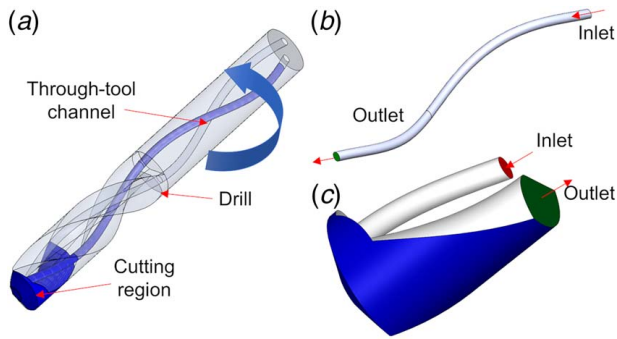 (a)
Through-tool
channel
Drill
Cutting
region
(b)
Inlet
Outlet
Inlet
(c)
Outlet